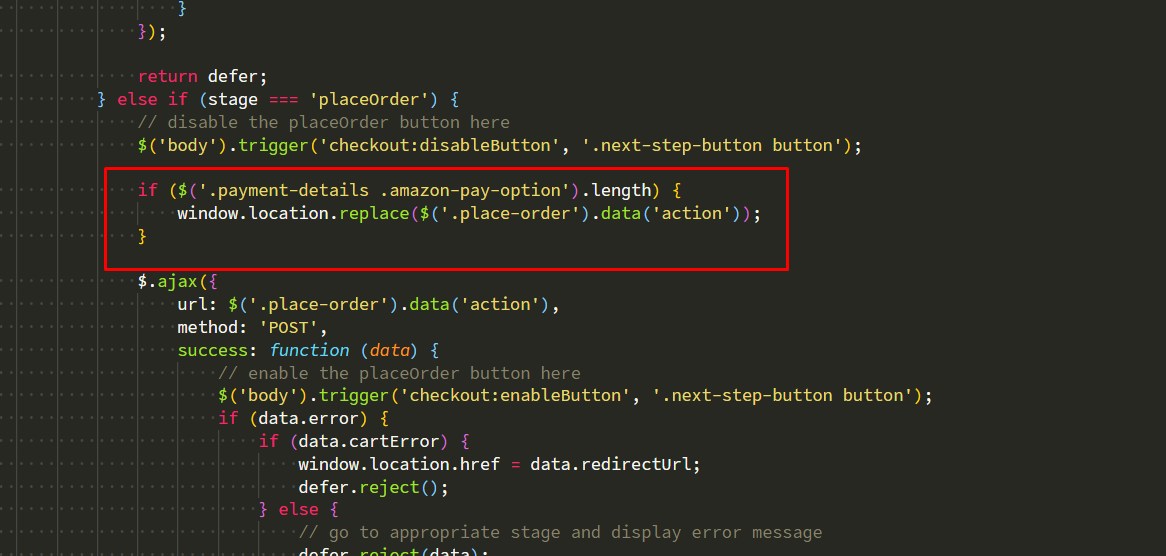 }
});
return defer;
} else if (stage === 'placeOrder') {
// disable the placeOrder button here
$('body').trigger('checkout:disableButton', '.next-step-button button');
if ($('.payment-details .amazon-pay-option').length) {
window.location.replace($('.place-order').data('action'));
}
$.ajax({
url: $('.place-order').data('action'),
method: 'POST',
success: function (data) {
// enable the placeOrder button here
$('body').trigger('checkout:enableButton', '.next-step-button button');
if (data.error) {
if (data.cartError) {
window.location.href = data.redirectUrl;
defer.reject();
} else {
// go to appropriate stage and display error message
defer.reject(data);